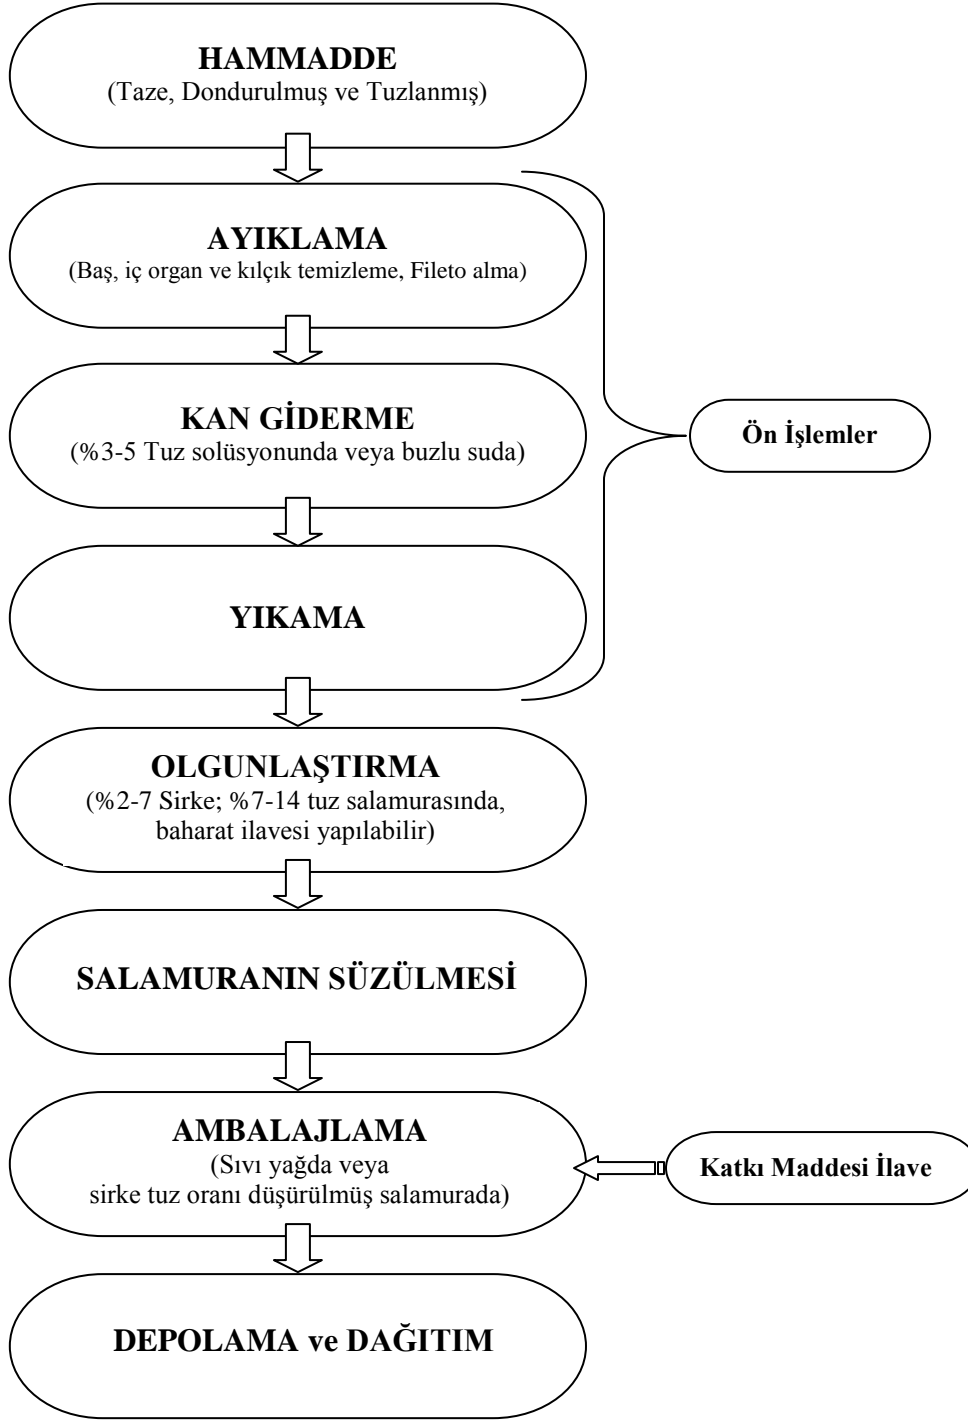 HAMMADDE
(Taze, Dondurulmuş ve Tuzlanmış)
AYIKLAMA
(Baş, iç organ ve kılçık temizleme, Fileto alma)
KAN GİDERME
(%3-5 Tuz solüsyonunda veya buzlu suda)
Ön İşlemler
YIKAMA
OLGUNLAŞTIRMA
(%2-7 Sirke; %7-14 tuz salamurasında,
baharat ilavesi yapılabilir)
SALAMURANIN SÜZÜLMESİ
AMBALAJLAMA
(Sıvı yağda veya
sirke tuz oranı düşürülmüş salamurada)
Katkı Maddesi İlave
DEPOLAMA ve DAĞITIM